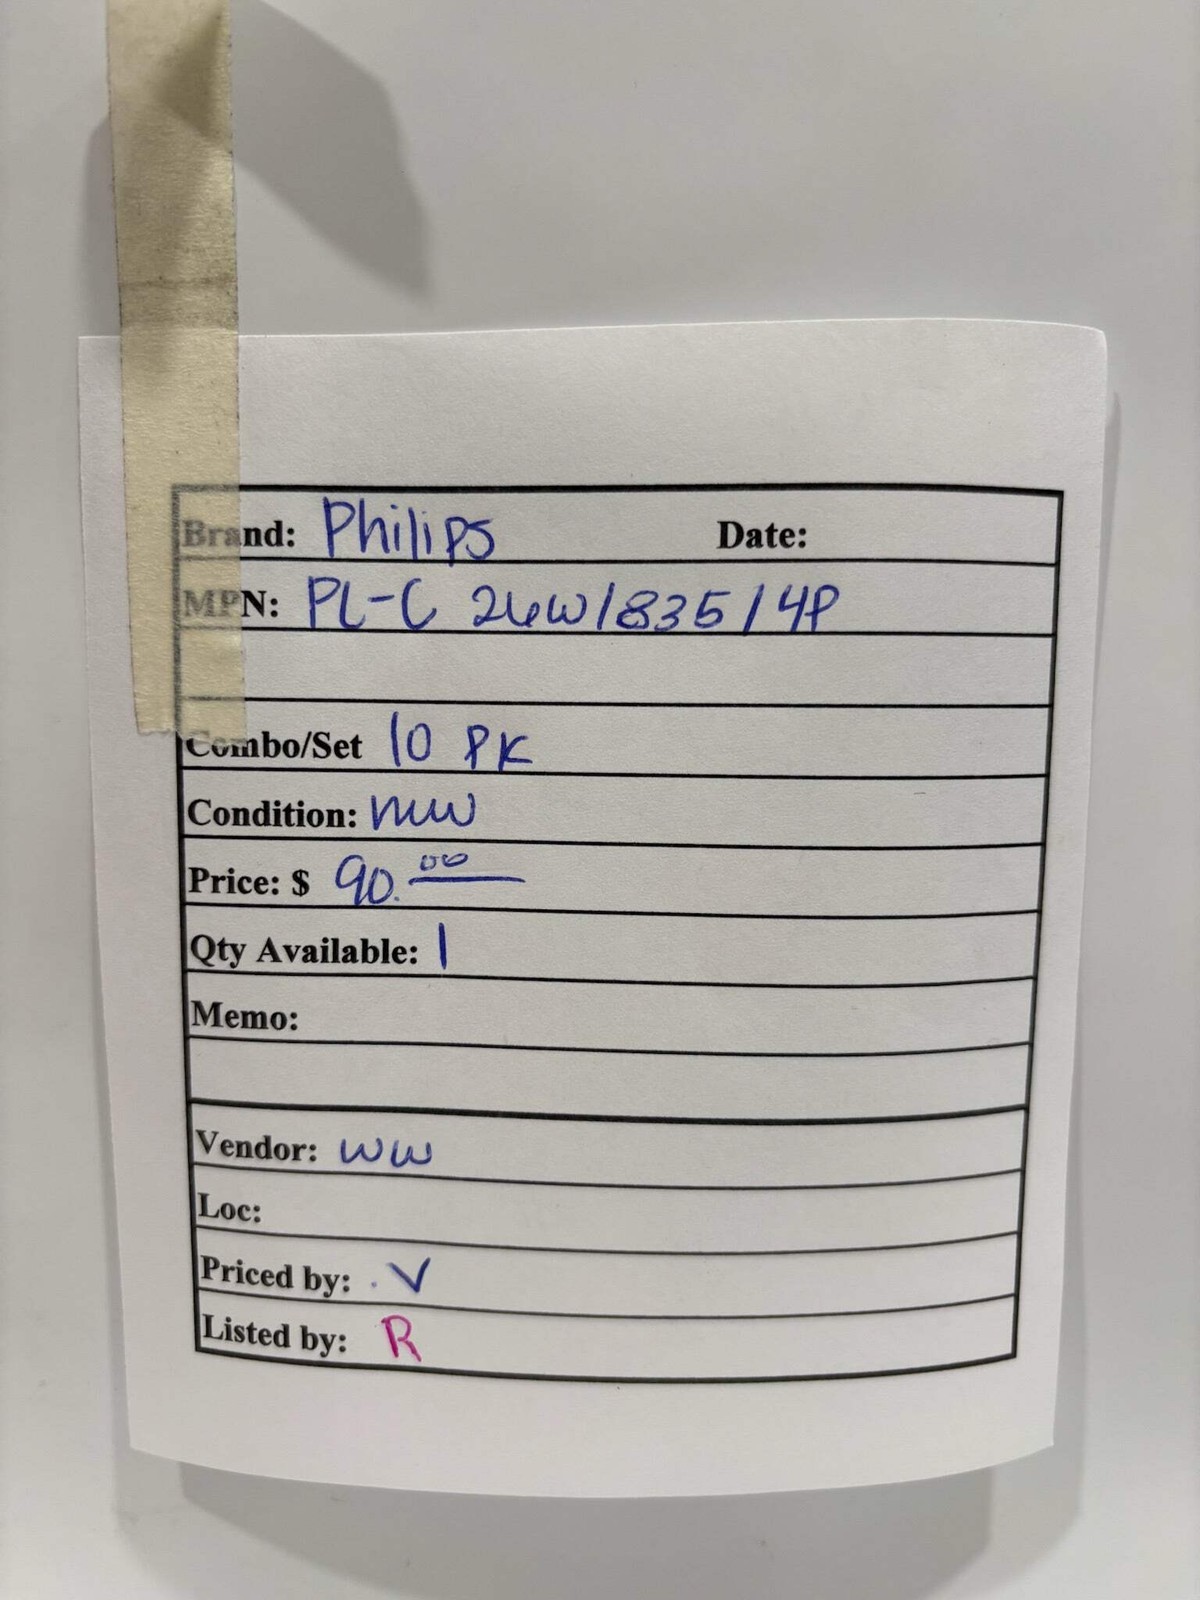 Brand: Philips Date:
MPN: PL-C 26W/835/4P
Combo/Set 10 PK
Condition: new
Price: $ 90.00
Qty Available: 1
Memo:
Vendor: WW
Loc:
Priced by: V
Listed by: R